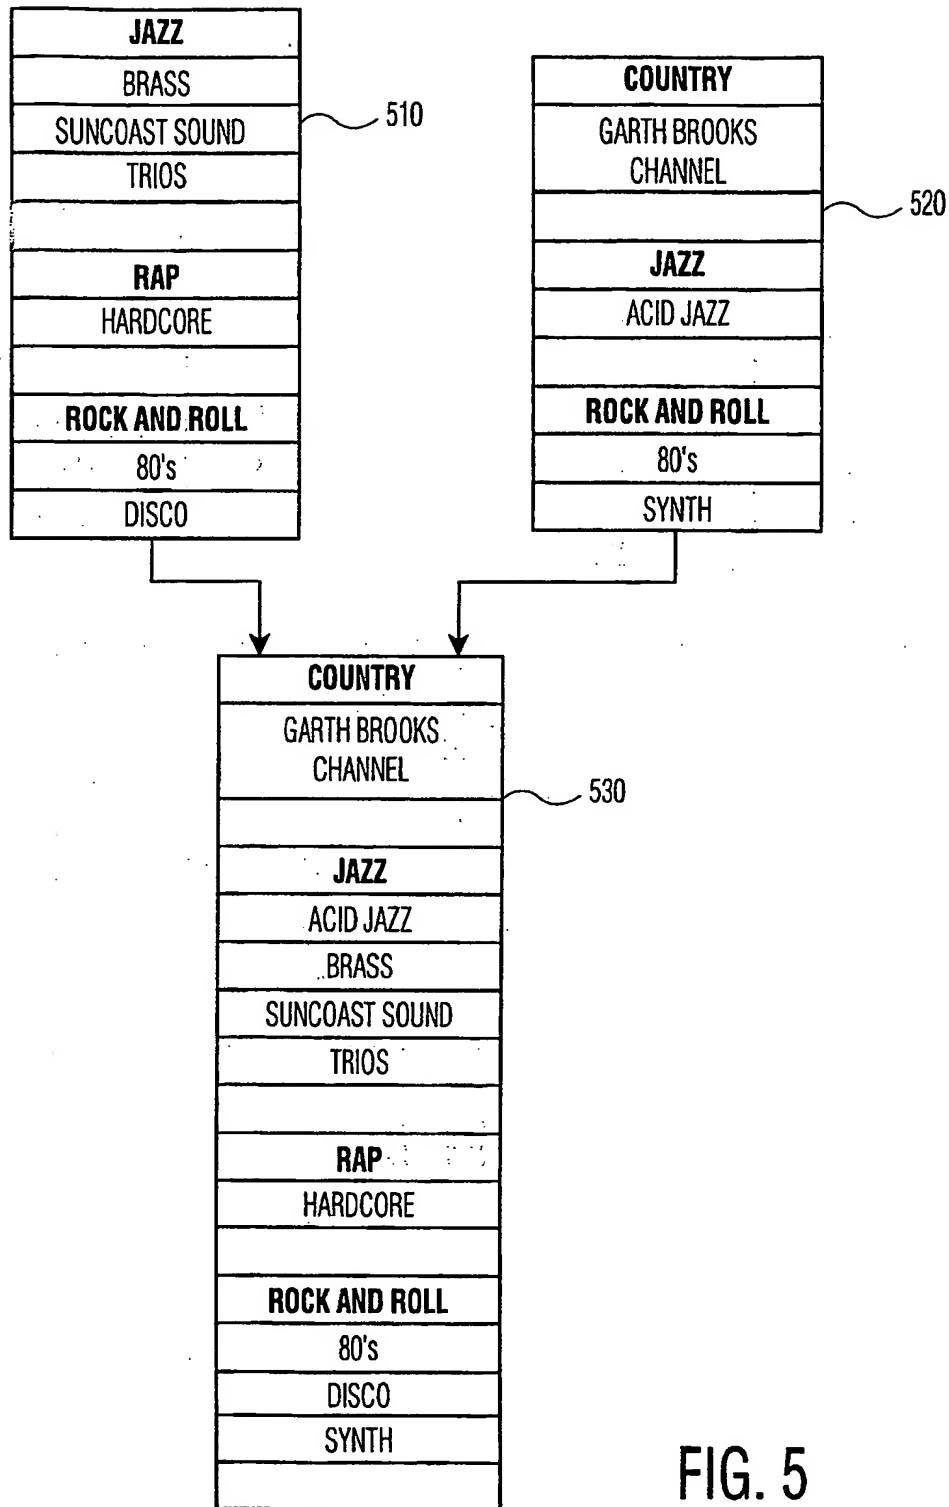 JAZZ
BRASS
SUNCOAST SOUND
TRIOS
RAP
HARDCORE
ROCK AND ROLL
80's
DISCO
510
COUNTRY
GARTH BROOKS
CHANNEL
JAZZ
ACID JAZZ
ROCK AND ROLL
80's
SYNTH
520
COUNTRY
GARTH BROOKS
CHANNEL
JAZZ
ACID JAZZ
BRASS
SUNCOAST SOUND
TRIOS
RAP
HARDCORE
ROCK AND ROLL
80's
DISCO
SYNTH
530
FIG. 5